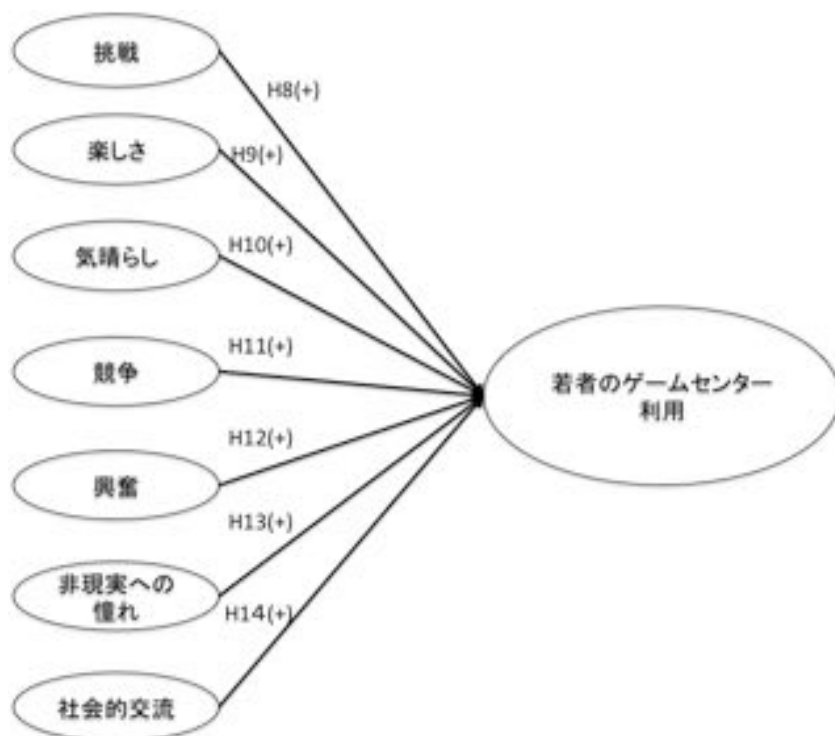 挑戦
H8(+)
楽しさ
H9(+)
気晴らし
H10(+)
競争
H11(+)
若者のゲームセンター
利用
興奮
H12(+)
H13(+)
非現実への
憧れ
H14(+)
社会的交流